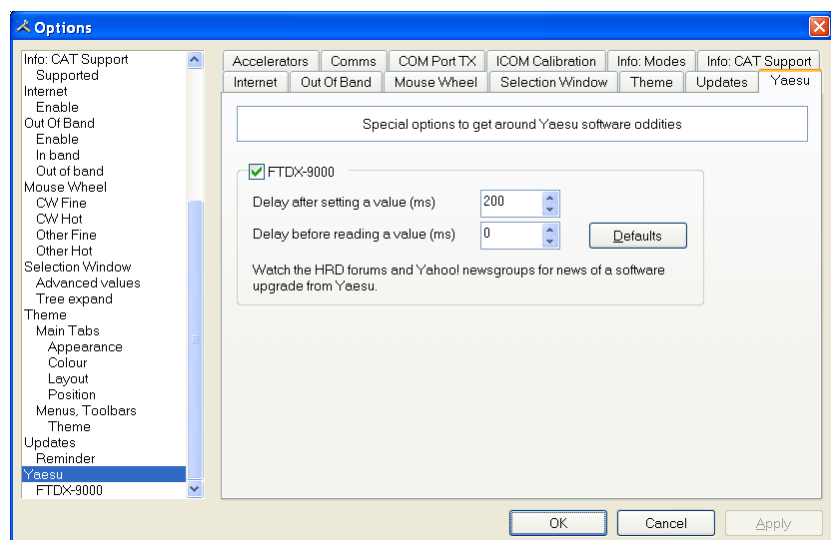 Options
Info: CAT Support
Supported
Internet
Enable
Out Of Band
Enable
In band
Out of band
Mouse Wheel
CW Fine
CW Hot
Other Fine
Other Hot
Selection Window
Advanced values
Tree expand
Theme
Main Tabs
Appearance
Colour
Layout
Position
Menus, Toolbars
Theme
Updates
Reminder
Yaesu
FTDX-9000
Accelerators Comms COM Port TX ICOM Calibration Info: Modes Info: CAT Support
Internet Out Of Band Mouse Wheel Selection Window Theme Updates Yaesu
Special options to get around Yaesu software oddities
FTDX-9000
Delay after setting a value (ms) 200
Delay before reading a value (ms) 0 Defaults
Watch the HRD forums and Yahoo! newsgroups for news of a software
upgrade from Yaesu.
OK Cancel Apply